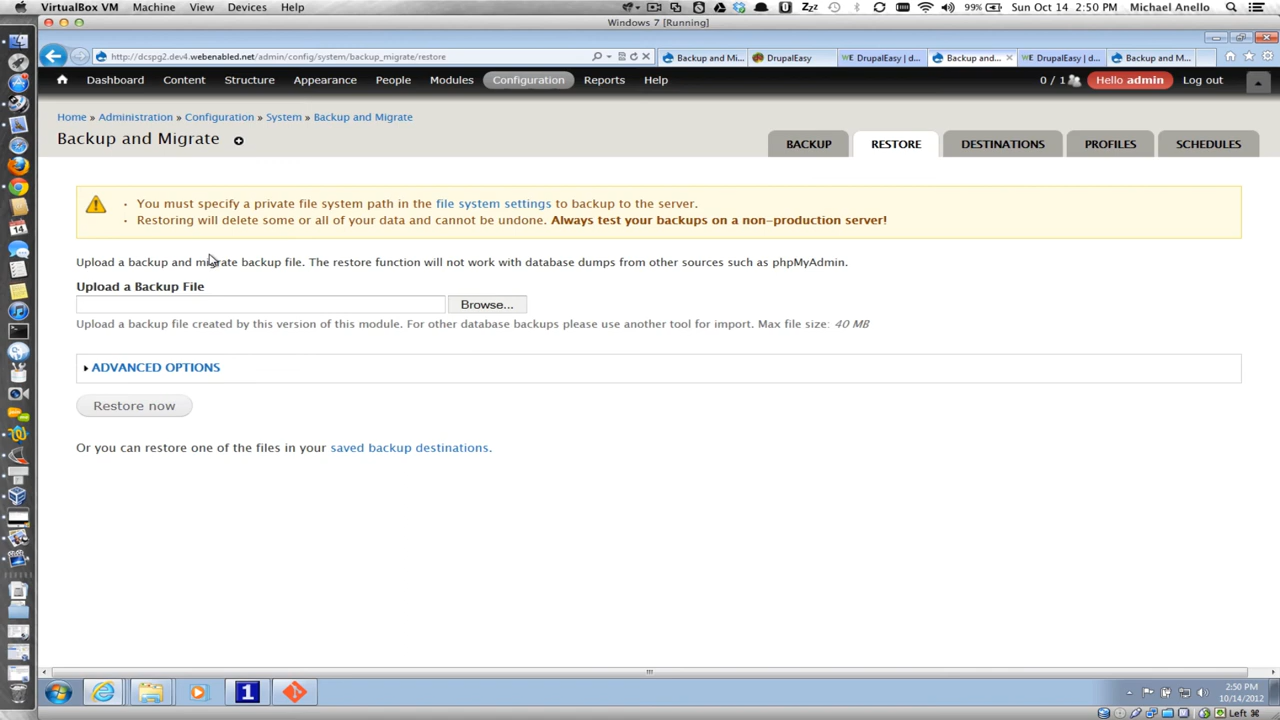 VirtualBox VM Machine View Devices Help
99% Sun Oct 14 2:50 PM Michael Anello
Windows 7 [Running]
http://dcspg2.dev4.webenabled.net/admin/config/system/backup_migrate/restore
Backup and Mi...
DrupalEasy
WE DrupalEasy | d...
Backup and...
WE DrupalEasy | d...
Backup and M...
Dashboard Content Structure Appearance People Modules Configuration Reports Help
0 / 1 Hello admin Log out
Home » Administration » Configuration » System » Backup and Migrate
Backup and Migrate
BACKUP RESTORE DESTINATIONS PROFILES SCHEDULES
You must specify a private file system path in the file system settings to backup to the server.
Restoring will delete some or all of your data and cannot be undone. Always test your backups on a non-production server!
Upload a backup and migrate backup file. The restore function will not work with database dumps from other sources such as phpMyAdmin.
Upload a Backup File
Browse...
Upload a backup file created by this version of this module. For other database backups please use another tool for import. Max file size: 40 MB
ADVANCED OPTIONS
Restore now
Or you can restore one of the files in your saved backup destinations.
1
2:50 PM
10/14/2012
Left ⌘